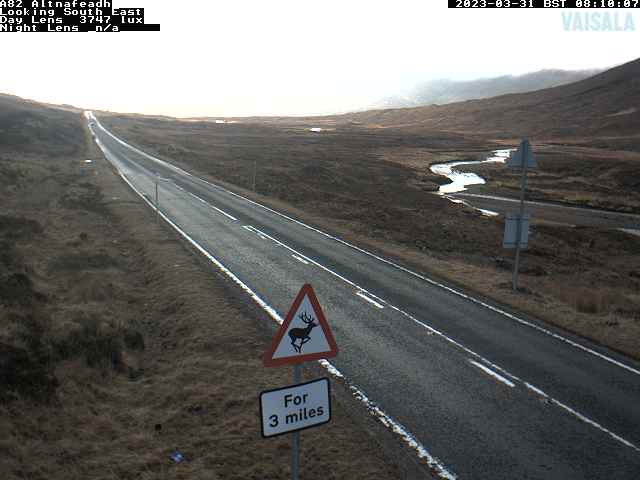 A82 Altnafeadh
Looking South East
Day Lens 3747 lux
Night Lens n/a
2023-03-31 BST 08:10:07
VAISALA
For
3 miles